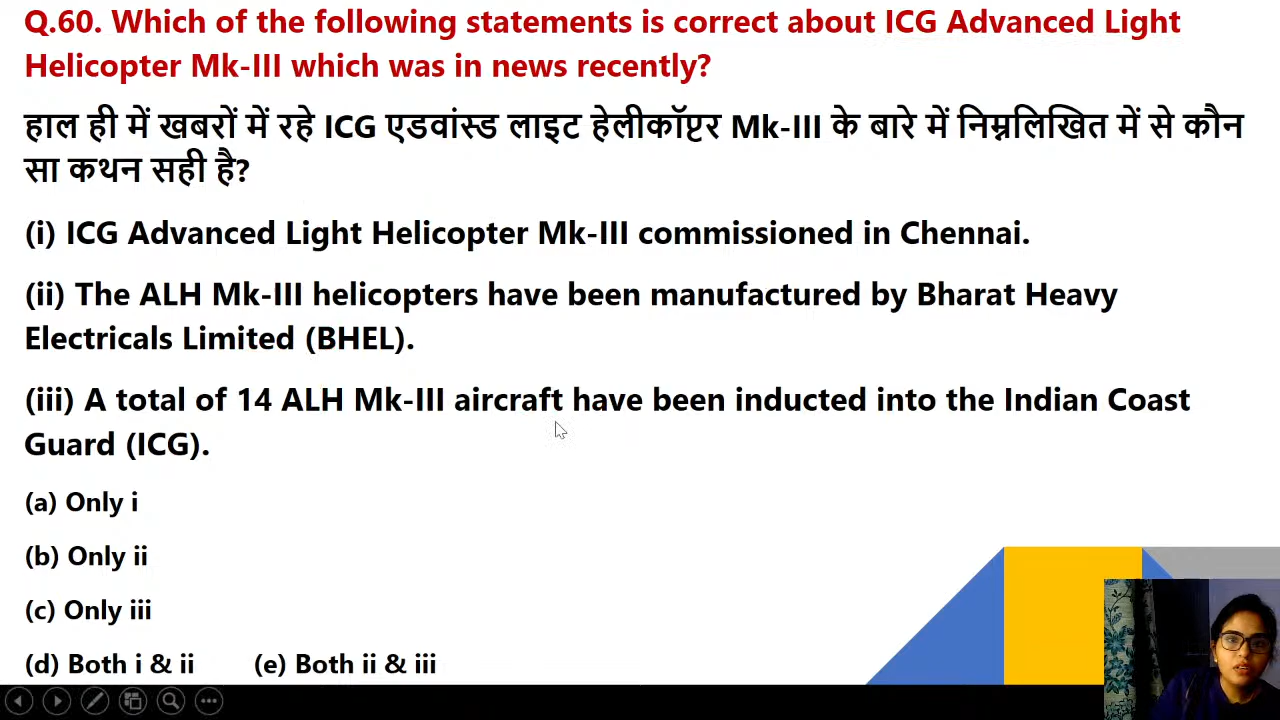 Q.60. Which of the following statements is correct about ICG Advanced Light
Helicopter Mk-III which was in news recently?
हाल ही में खबरों में रहे ICG एडवांस्ड लाइट हेलीकॉप्टर Mk-III के बारे में निम्नलिखित में से कौन
सा कथन सही है?
(i) ICG Advanced Light Helicopter Mk-III commissioned in Chennai.
(ii) The ALH Mk-III helicopters have been manufactured by Bharat Heavy
Electricals Limited (BHEL).
(iii) A total of 14 ALH Mk-III aircraft have been inducted into the Indian Coast
Guard (ICG).
(a) Only i
(b) Only ii
(c) Only iii
(d) Both i & ii (e) Both ii & iii